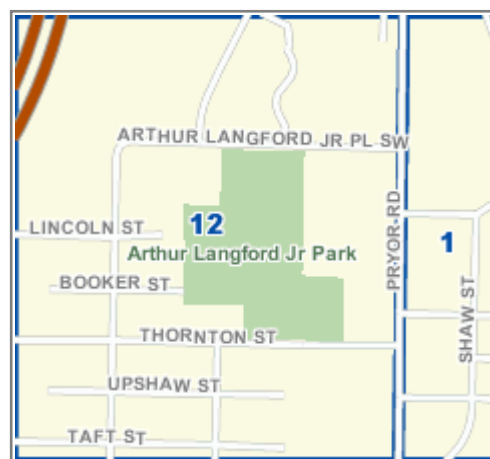 ARTHUR LANGFORD JR PL SW
LINCOLN ST
12
Arthur Langford Jr Park
PRYOR RD
1
BOOKER ST
SHAW ST
THORNTON ST
UPSHAW ST
TAFT ST